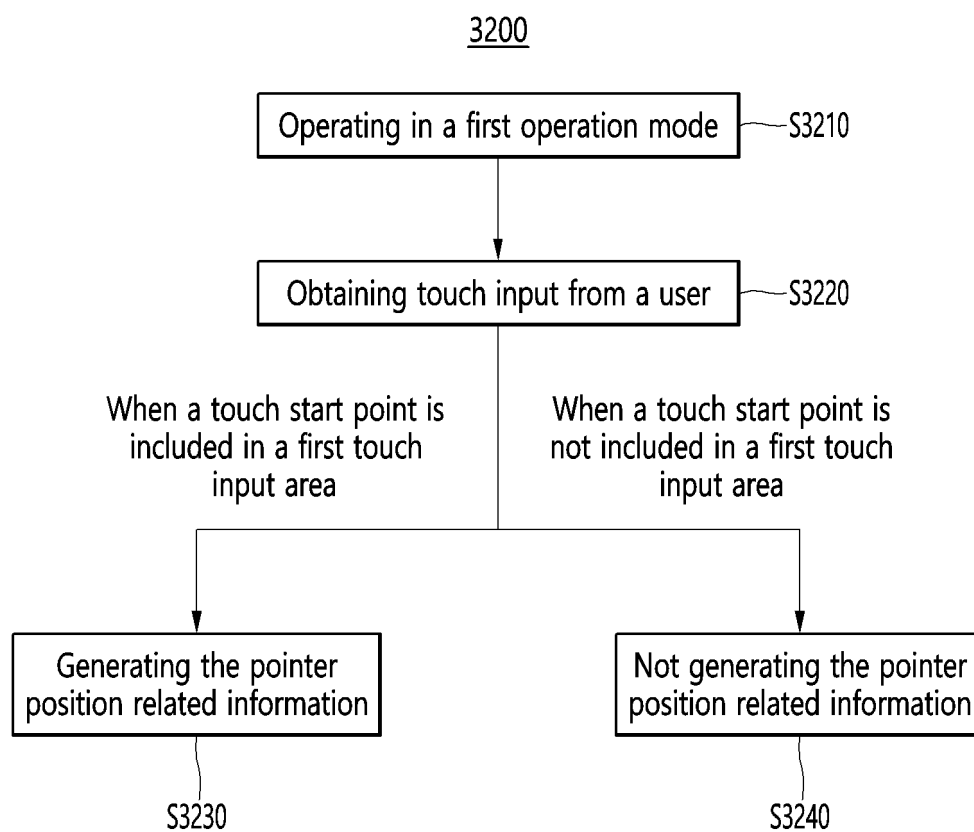 3200
Operating in a first operation mode
S3210
Obtaining touch input from a user
S3220
When a touch start point is
included in a first touch
input area
When a touch start point is
not included in a first touch
input area
Generating the pointer
position related information
Not generating the pointer
position related information
S3230
S3240